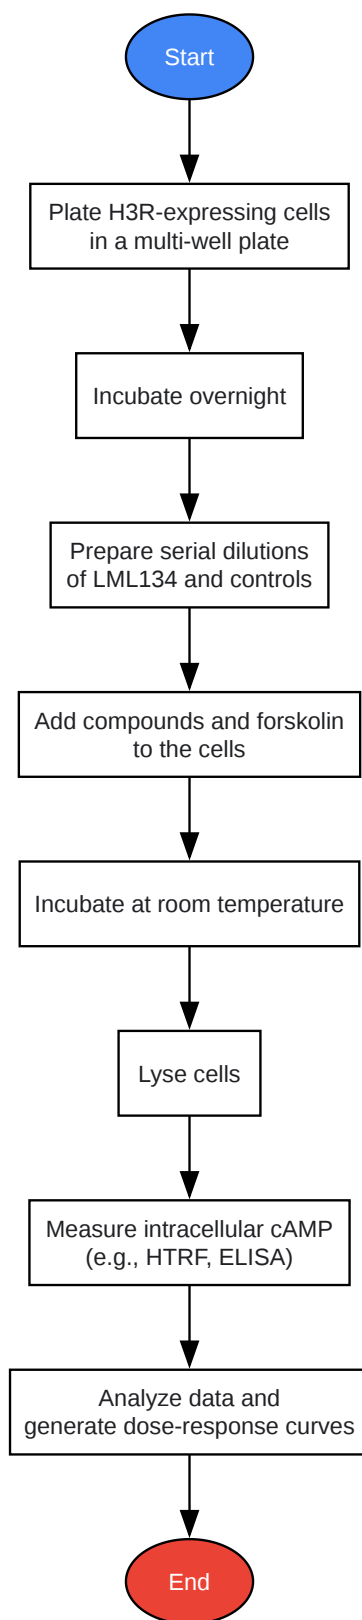 Start
Plate H3R-expressing cells
in a multi-well plate
Incubate overnight
Prepare serial dilutions
of LML134 and controls
Add compounds and forskolin
to the cells
Incubate at room temperature
Lyse cells
Measure intracellular cAMP
(e.g., HTRF, ELISA)
Analyze data and
generate dose-response curves
End